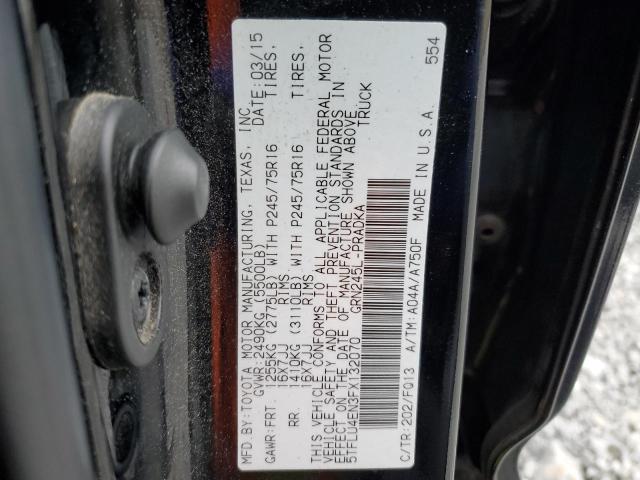 MFD. BY: TOYOTA MOTOR MANUFACTURING, TEXAS, INC. DATE: 03/15
GVWR: 2490KG (5500LB)
GAWR: FRT. 1255KG (2775LB) WITH P245/75R16 TIRES,
16X7JJ RIMS
RR. 1410KG (3110LB) WITH P245/75R16 TIRES,
16X7JJ RIMS
THIS VEHICLE CONFORMS TO ALL APPLICABLE FEDERAL MOTOR
VEHICLE SAFETY AND THEFT PREVENTION STANDARDS IN
EFFECT ON THE DATE OF MANUFACTURE SHOWN ABOVE.
5TFLU4EN3FX132070 GRN245L-PRADKA TRUCK
C/TR: 202/FQ13 A/TM: A04A/A750F MADE IN U.S.A.
554